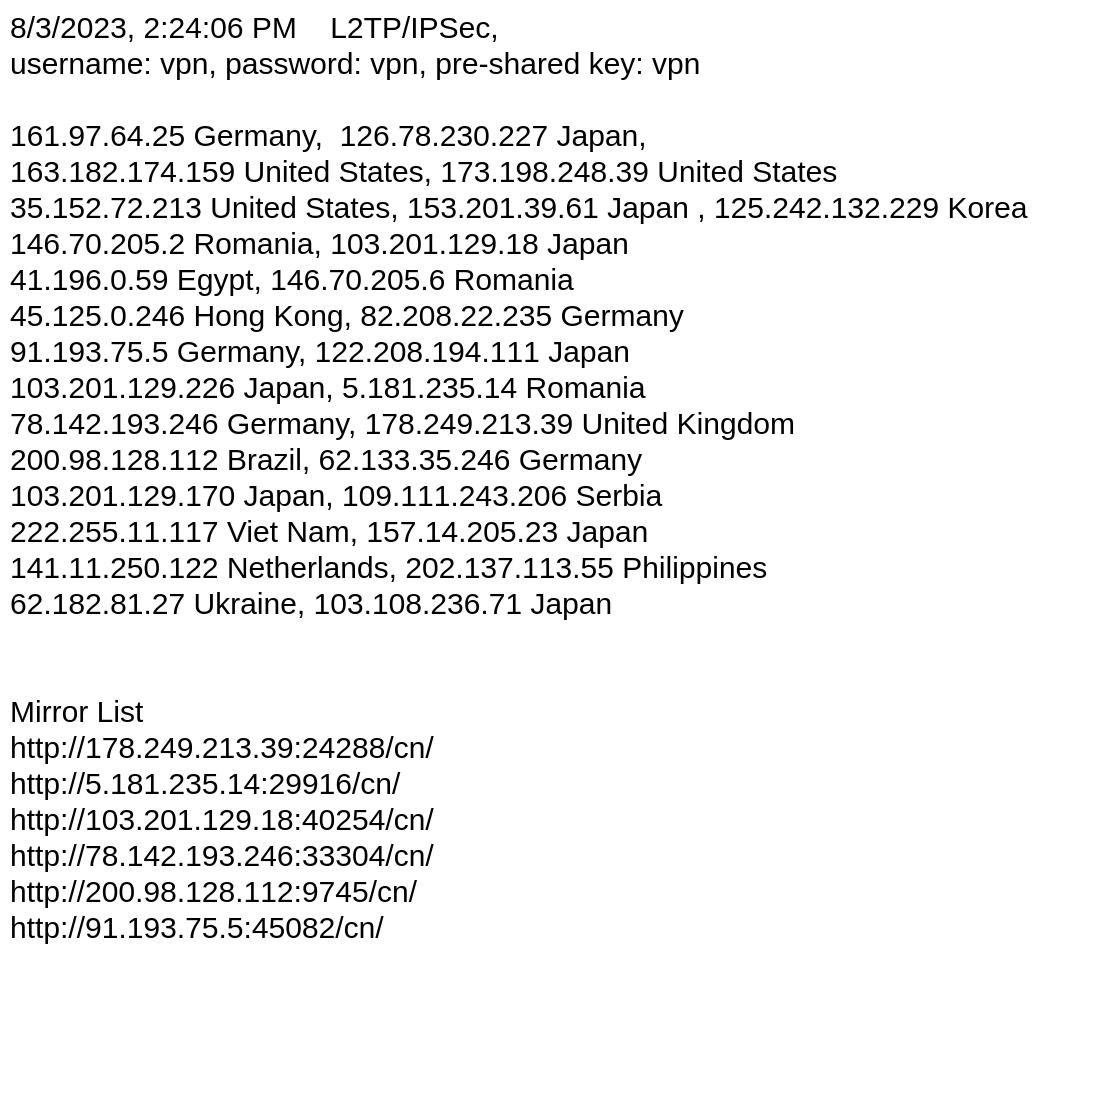 8/3/2023, 2:24:06 PM    L2TP/IPSec,
username: vpn, password: vpn, pre-shared key: vpn
161.97.64.25 Germany,  126.78.230.227 Japan,
163.182.174.159 United States, 173.198.248.39 United States
35.152.72.213 United States, 153.201.39.61 Japan , 125.242.132.229 Korea
146.70.205.2 Romania, 103.201.129.18 Japan
41.196.0.59 Egypt, 146.70.205.6 Romania
45.125.0.246 Hong Kong, 82.208.22.235 Germany
91.193.75.5 Germany, 122.208.194.111 Japan
103.201.129.226 Japan, 5.181.235.14 Romania
78.142.193.246 Germany, 178.249.213.39 United Kingdom
200.98.128.112 Brazil, 62.133.35.246 Germany
103.201.129.170 Japan, 109.111.243.206 Serbia
222.255.11.117 Viet Nam, 157.14.205.23 Japan
141.11.250.122 Netherlands, 202.137.113.55 Philippines
62.182.81.27 Ukraine, 103.108.236.71 Japan
Mirror List
http://178.249.213.39:24288/cn/
http://5.181.235.14:29916/cn/
http://103.201.129.18:40254/cn/
http://78.142.193.246:33304/cn/
http://200.98.128.112:9745/cn/
http://91.193.75.5:45082/cn/